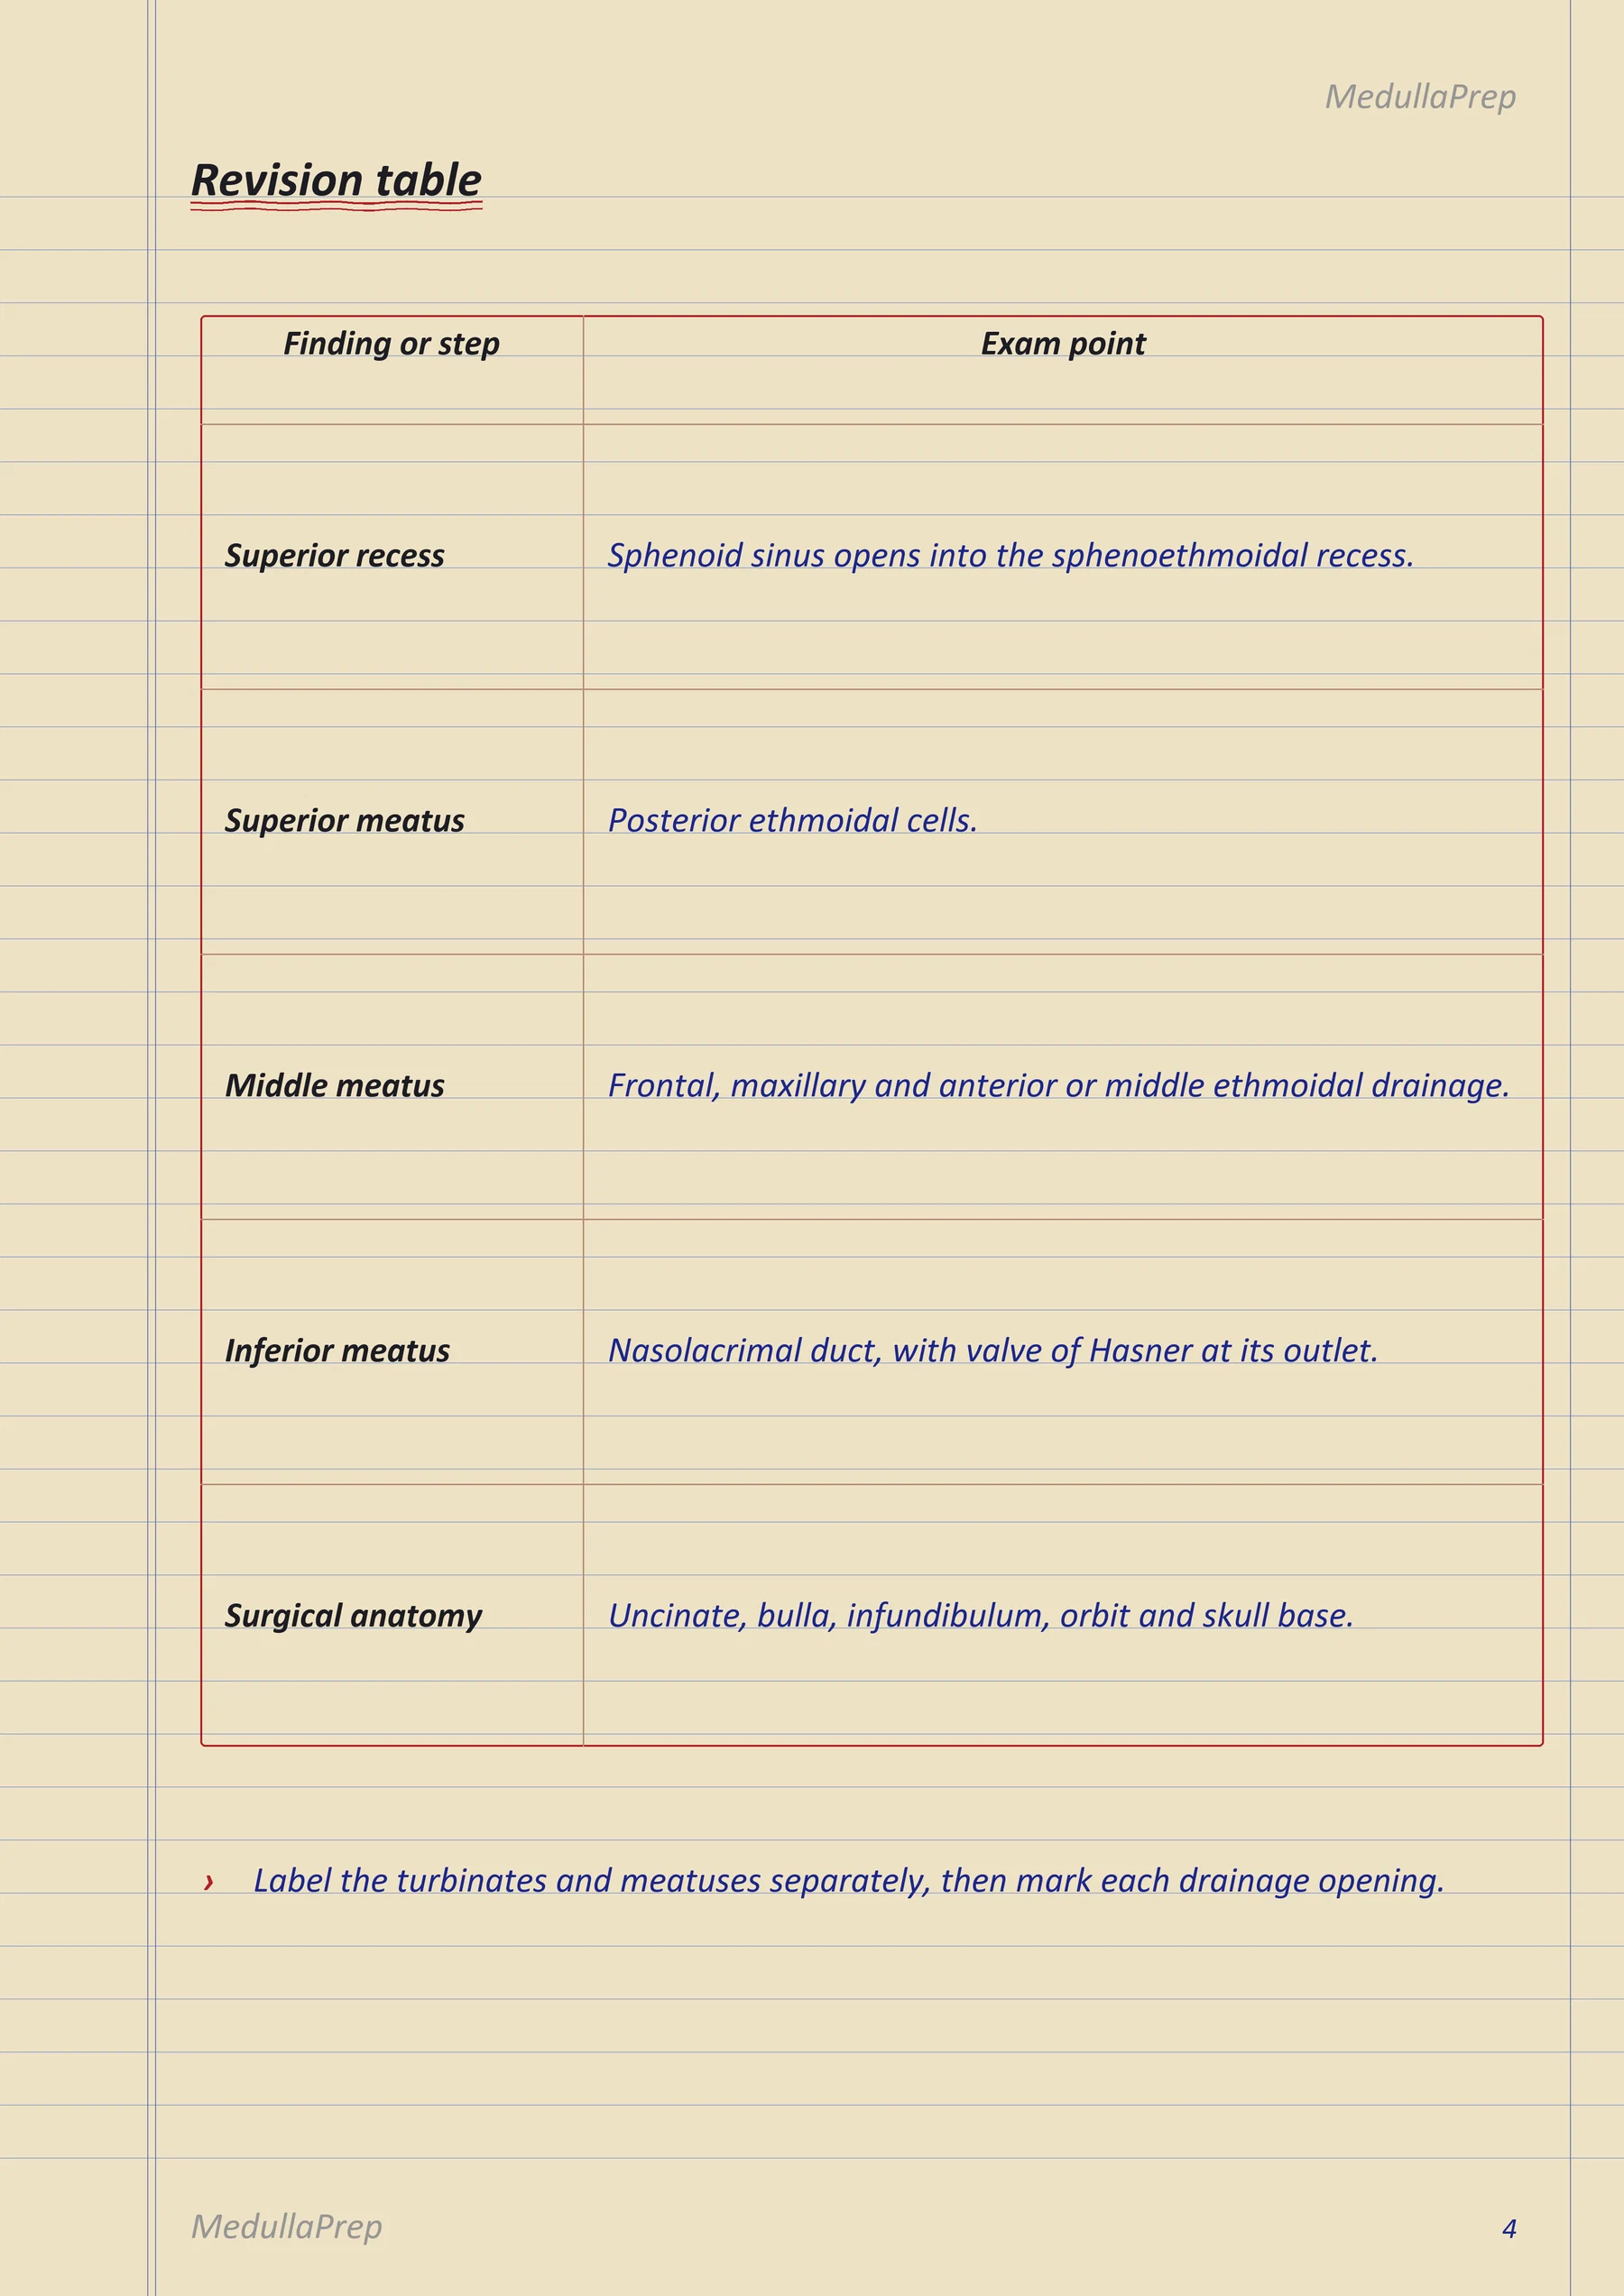 MedullaPrep
Revision table
Finding or step
Exam point
Superior recess
Sphenoid sinus opens into the sphenoethmoidal recess.
Superior meatus
Posterior ethmoidal cells.
Middle meatus
Frontal, maxillary and anterior or middle ethmoidal drainage.
Inferior meatus
Nasolacrimal duct, with valve of Hasner at its outlet.
Surgical anatomy
Uncinate, bulla, infundibulum, orbit and skull base.
› Label the turbinates and meatuses separately, then mark each drainage opening.
MedullaPrep
4